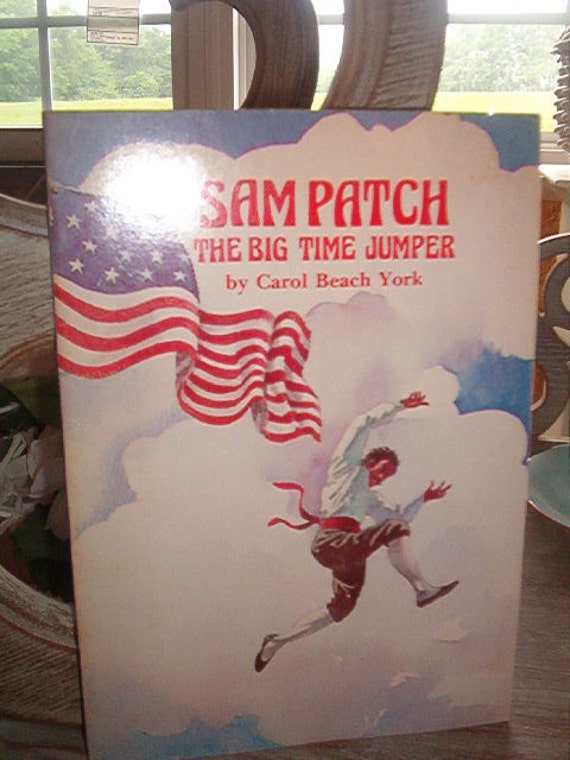 SAM PATCH
THE BIG TIME JUMPER
by Carol Beach York